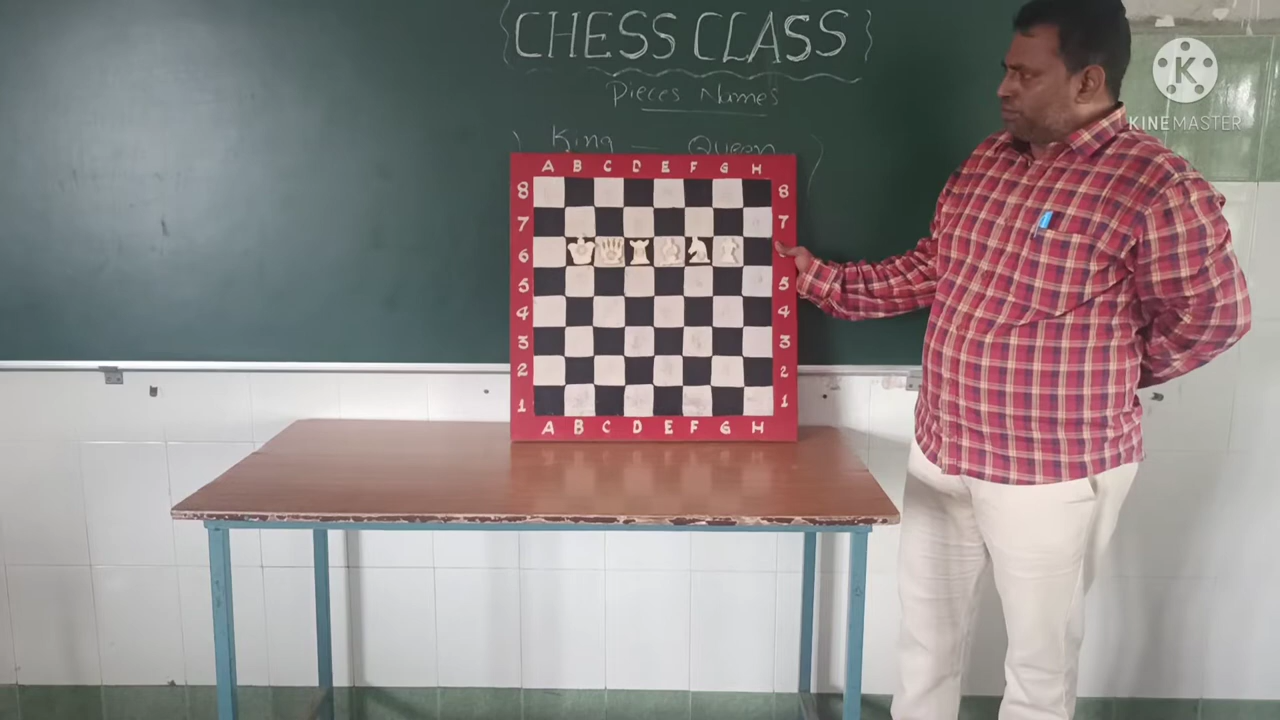 CHESS CLASS
Pieces Names
King — Queen
K
KINEMASTER
A B C D E F G H
8 8
7 7
6 6
5 5
4 4
3 3
2 2
1 1
A B C D E F G H